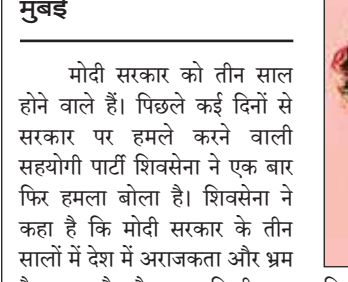 मुंबई
मोदी सरकार को तीन साल
होने वाले हैं। पिछले कई दिनों से
सरकार पर हमले करने वाली
सहयोगी पार्टी शिवसेना ने एक बार
फिर हमला बोला है। शिवसेना ने
कहा है कि मोदी सरकार के तीन
सालों में देश में अराजकता और भ्रम